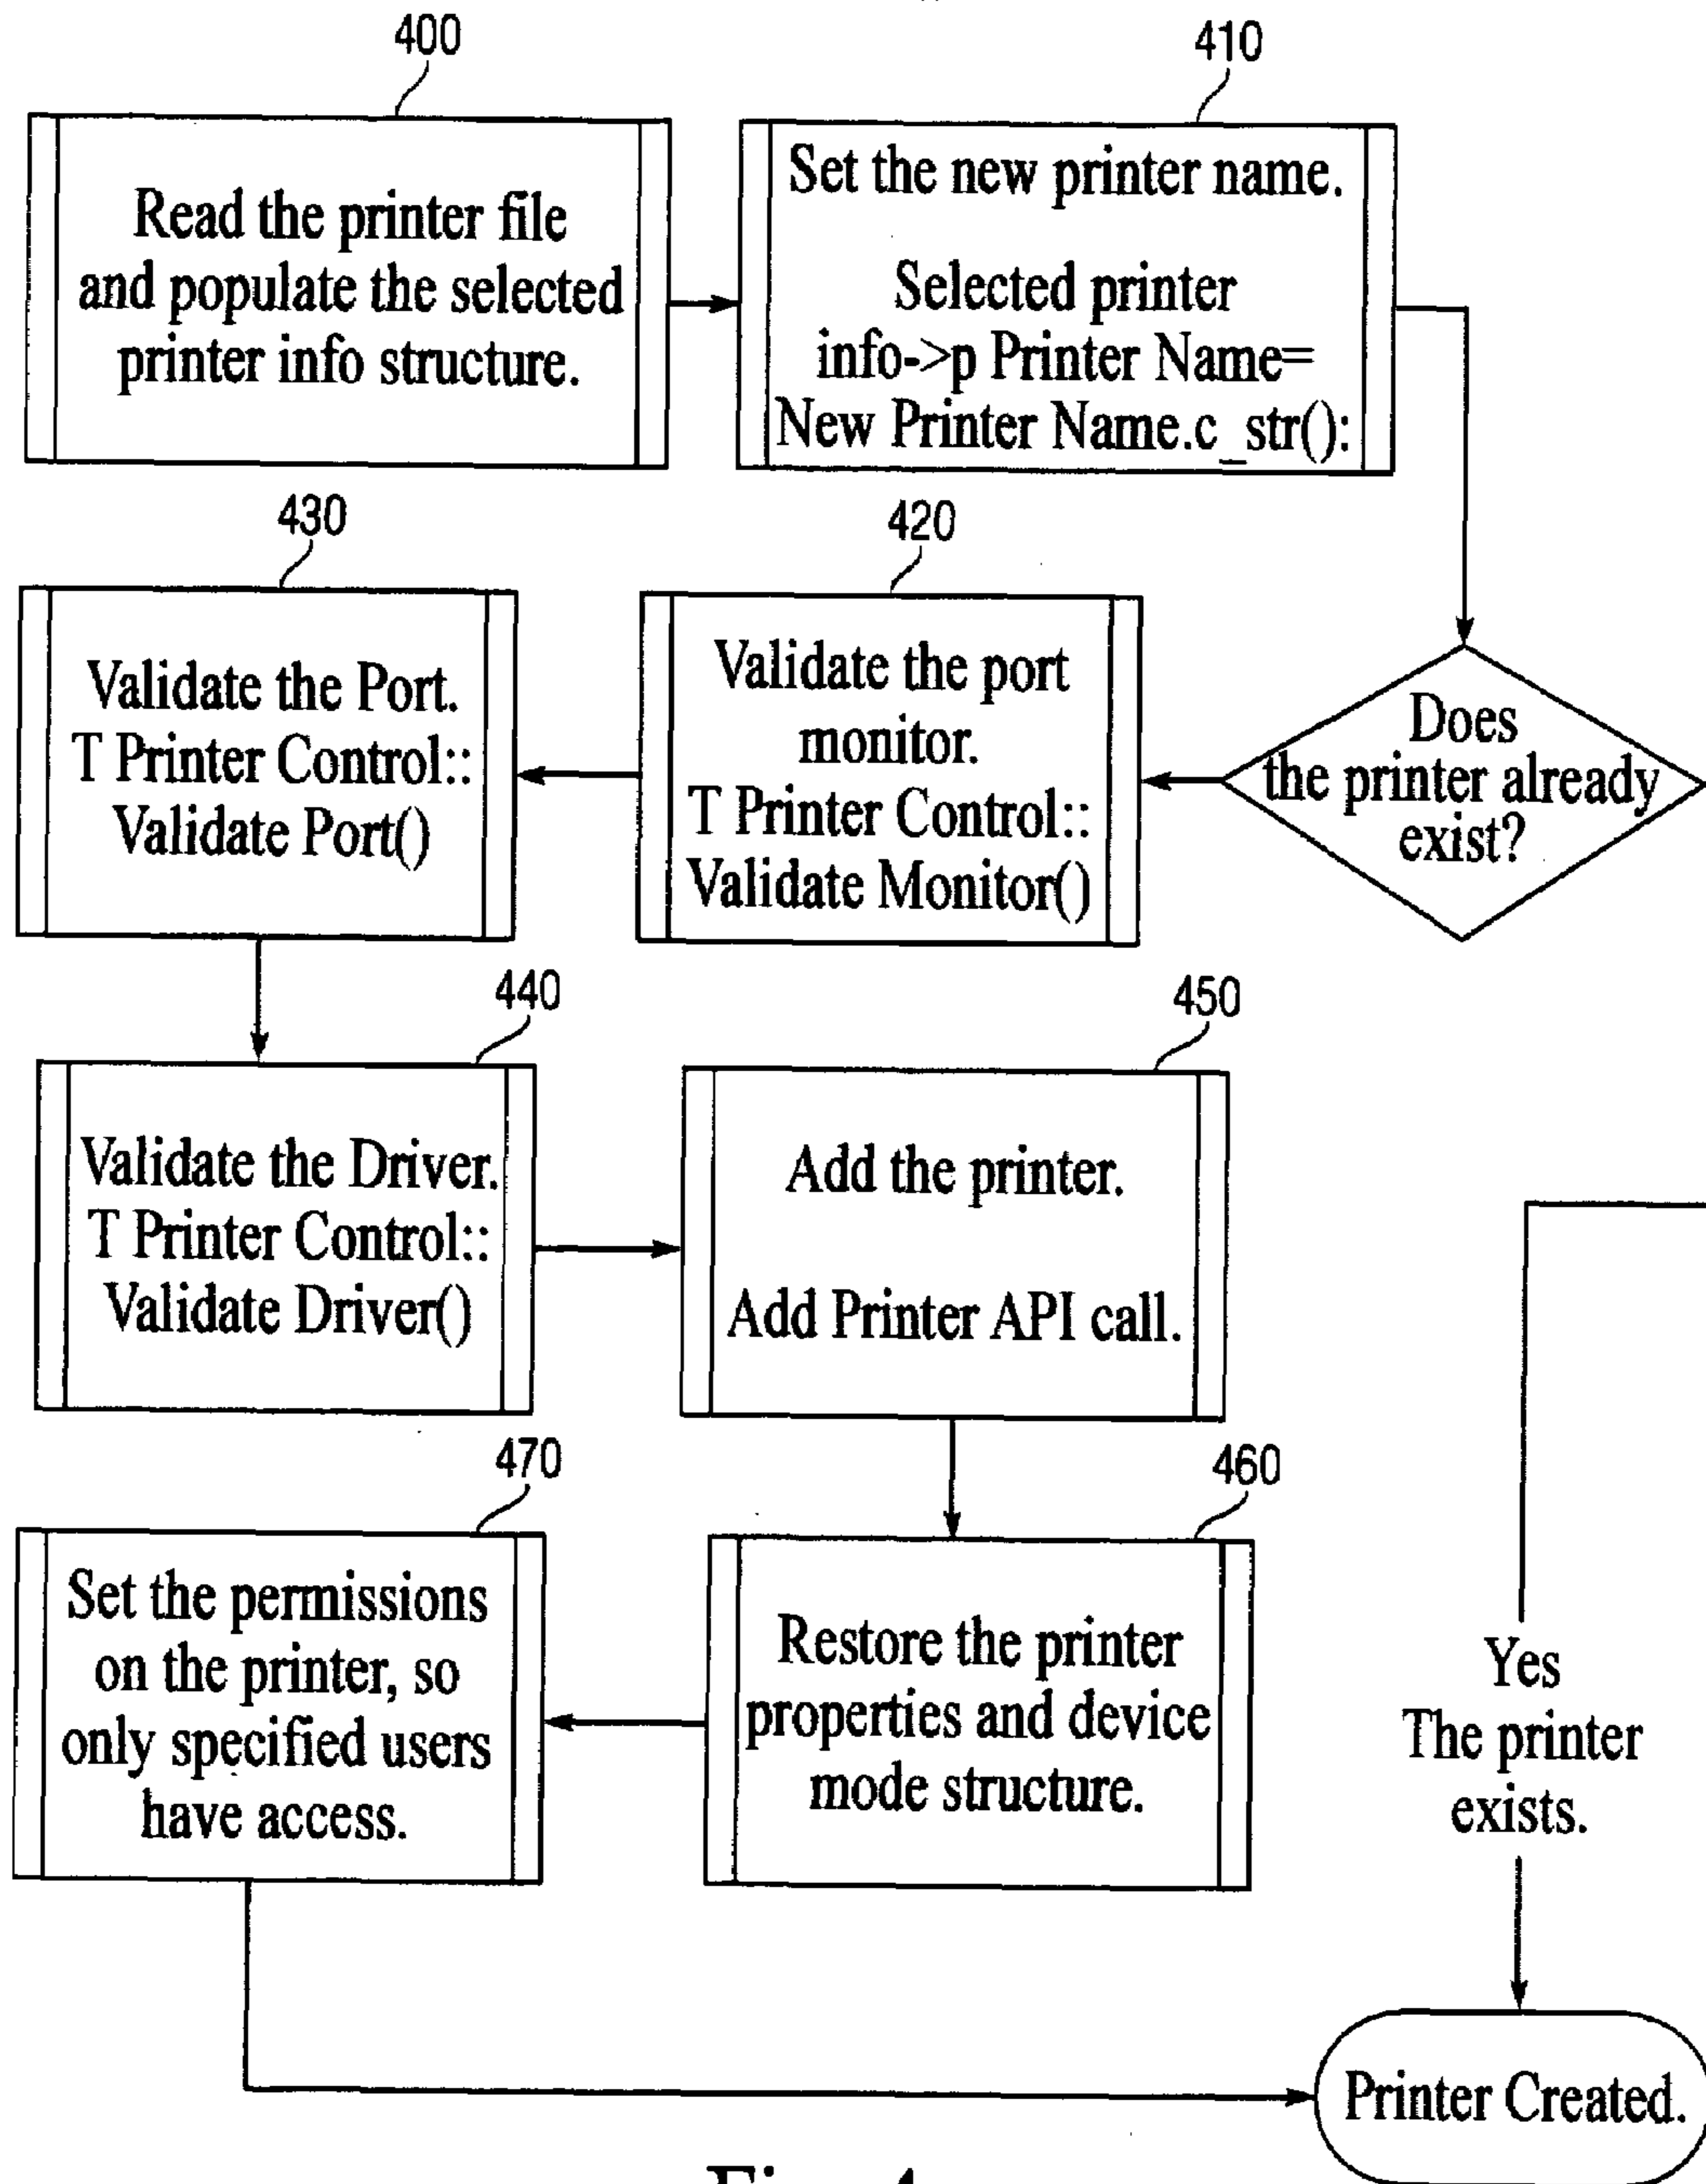 400
Read the printer file
and populate the selected
printer info structure.
410
Set the new printer name.
Selected printer
info->p Printer Name=
New Printer Name.c_str():
Does
the printer already
exist?
420
Validate the port
monitor.
T Printer Control::
Validate Monitor()
430
Validate the Port.
T Printer Control::
Validate Port()
440
Validate the Driver.
T Printer Control::
Validate Driver()
450
Add the printer.
Add Printer API call.
460
Restore the printer
properties and device
mode structure.
470
Set the permissions
on the printer, so
only specified users
have access.
Yes
The printer
exists.
Printer Created.